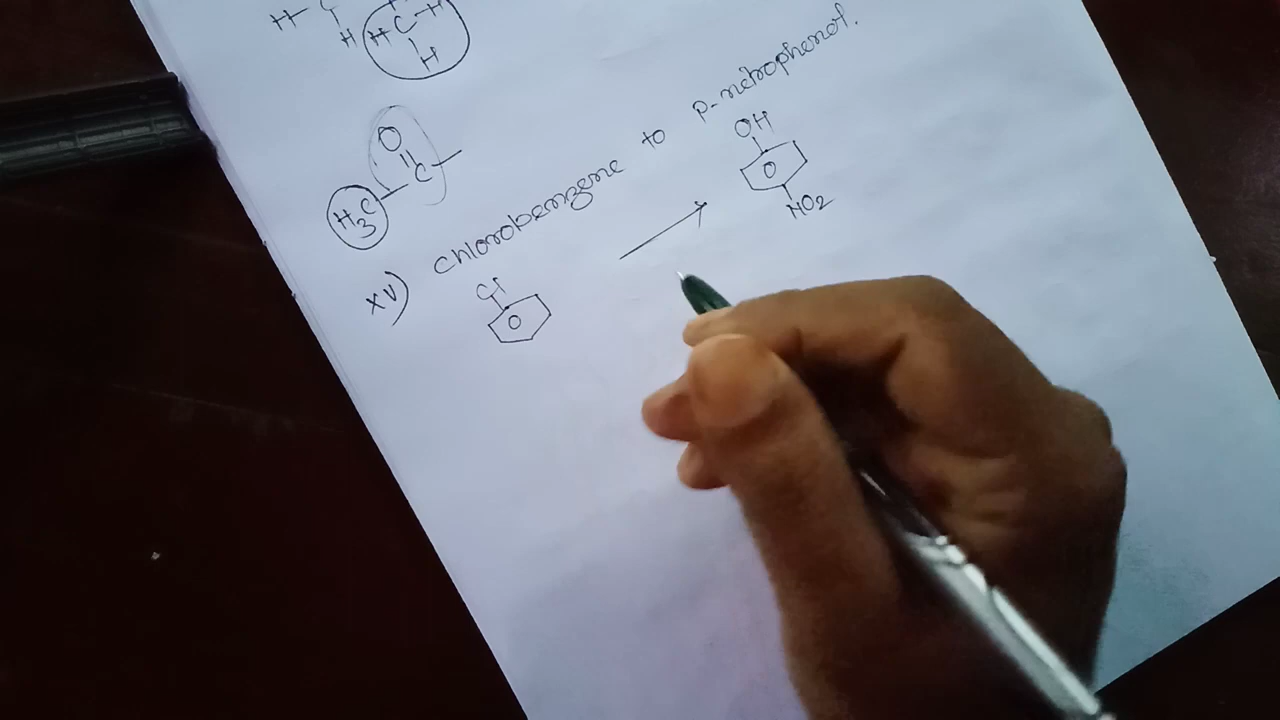 H C H
H H C H
H
O
||
H3C C
xv) Chlorobenzene to p-nitrophenol.
OH
NO2
Cl